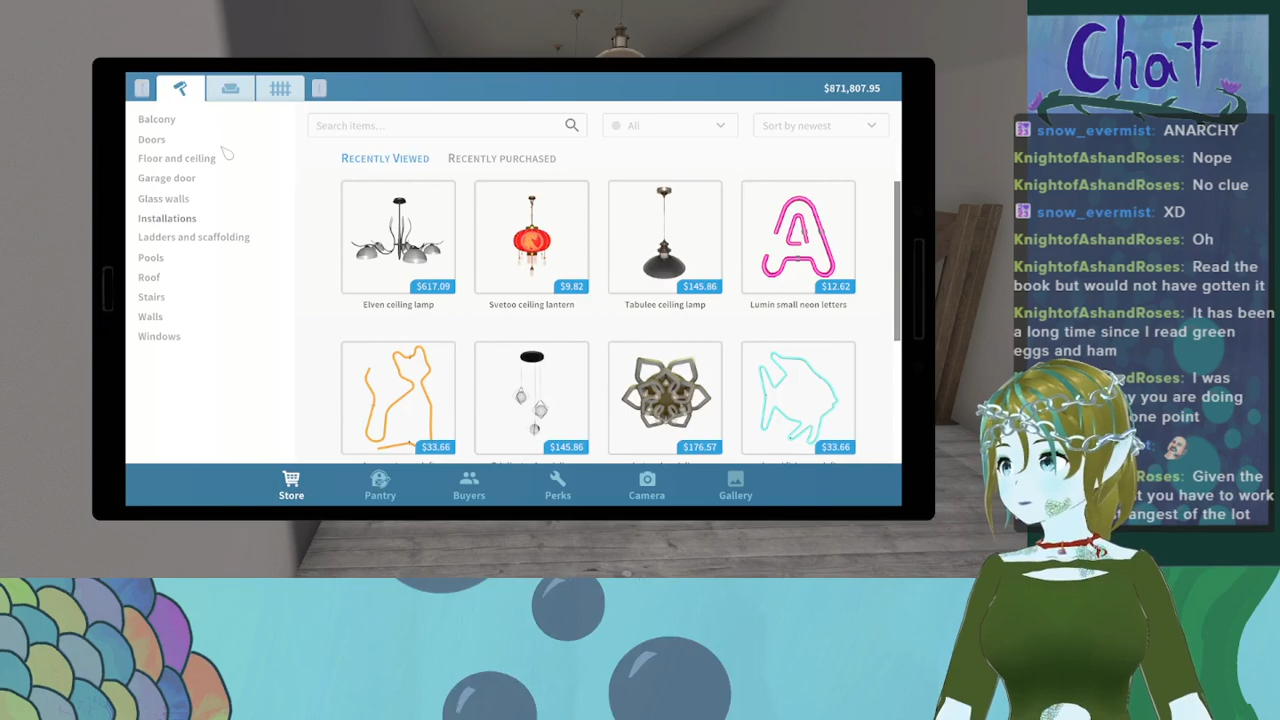 $871,807.95
Search items...
All
Sort by newest
Balcony
Doors
Floor and ceiling
Garage door
Glass walls
Installations
Ladders and scaffolding
Pools
Roof
Stairs
Walls
Windows
RECENTLY VIEWED
RECENTLY PURCHASED
$617.09
$9.82
$145.86
$12.62
Elven ceiling lamp
Svetoo ceiling lantern
Tabulee ceiling lamp
Lumin small neon letters
$33.66
$145.86
$176.57
$33.66
Store
Pantry
Buyers
Perks
Camera
Gallery
Chat
snow_evermist: ANARCHY
KnightofAshandRoses: Nope
KnightofAshandRoses: No clue
snow_evermist: XD
KnightofAshandRoses: Oh
KnightofAshandRoses: Read the
book but would not have gotten it
KnightofAshandRoses: It has been
a long time since I read green
eggs and ham
dRoses: I was
you are doing
one point
Roses: Given the
you have to work
of the lot